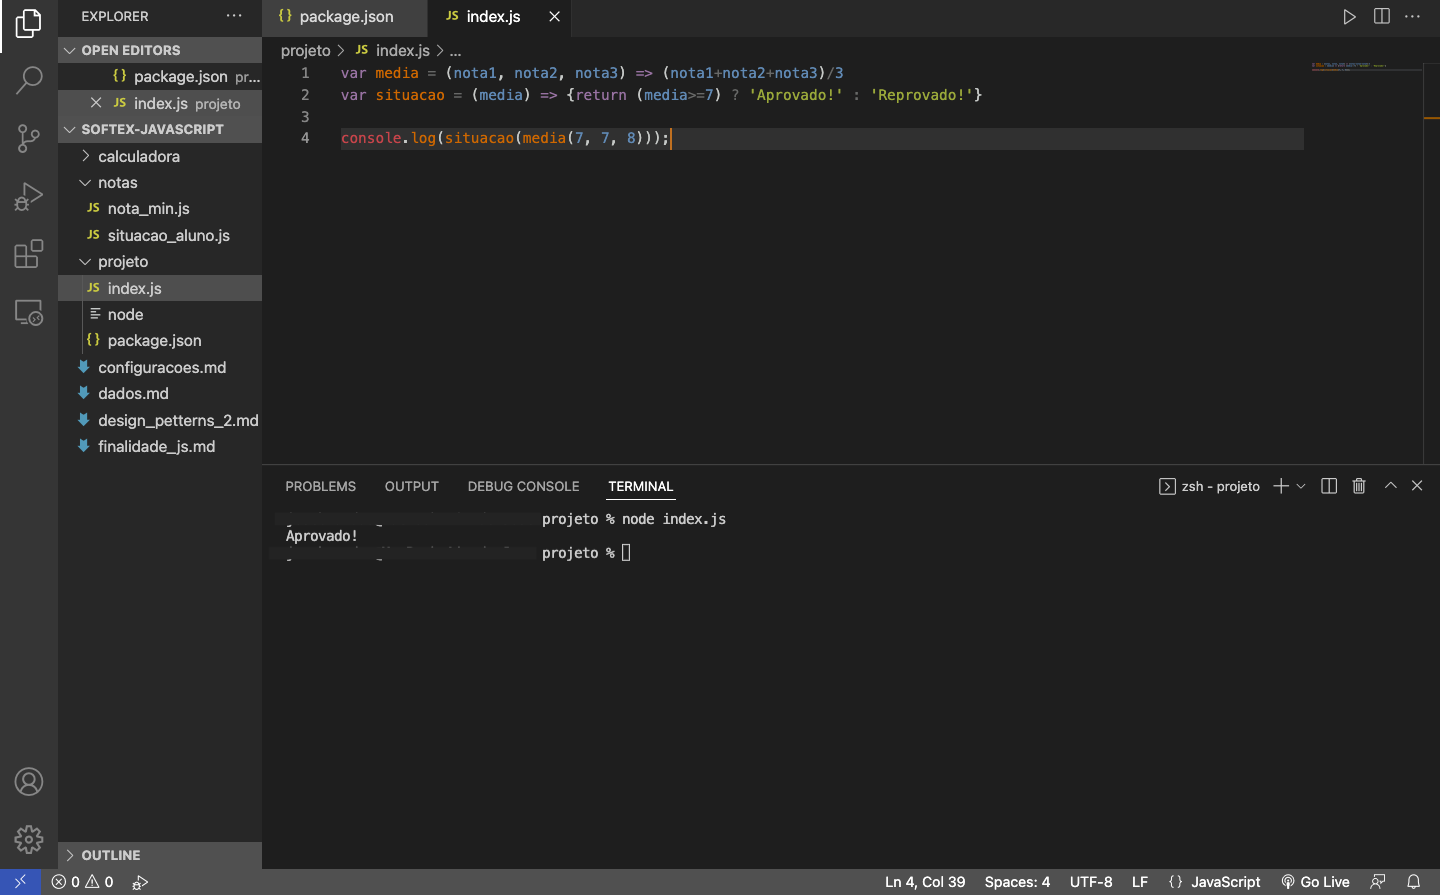 EXPLORER
OPEN EDITORS
package.json pr...
JS index.js projeto
SOFTEX-JAVASCRIPT
calculadora
notas
JS nota_min.js
JS situacao_aluno.js
projeto
JS index.js
node
{} package.json
configuracoes.md
dados.md
design_petterns_2.md
finalidade_js.md
OUTLINE
{} package.json
JS index.js
projeto > JS index.js > ...
1 var media = (nota1, nota2, nota3) => (nota1+nota2+nota3)/3
2 var situacao = (media) => {return (media>=7) ? 'Aprovado!' : 'Reprovado!'}
3
4 console.log(situacao(media(7, 7, 8)));
PROBLEMS OUTPUT DEBUG CONSOLE TERMINAL
zsh - projeto
projeto % node index.js
Aprovado!
projeto %
0 0
Ln 4, Col 39 Spaces: 4 UTF-8 LF {} JavaScript Go Live